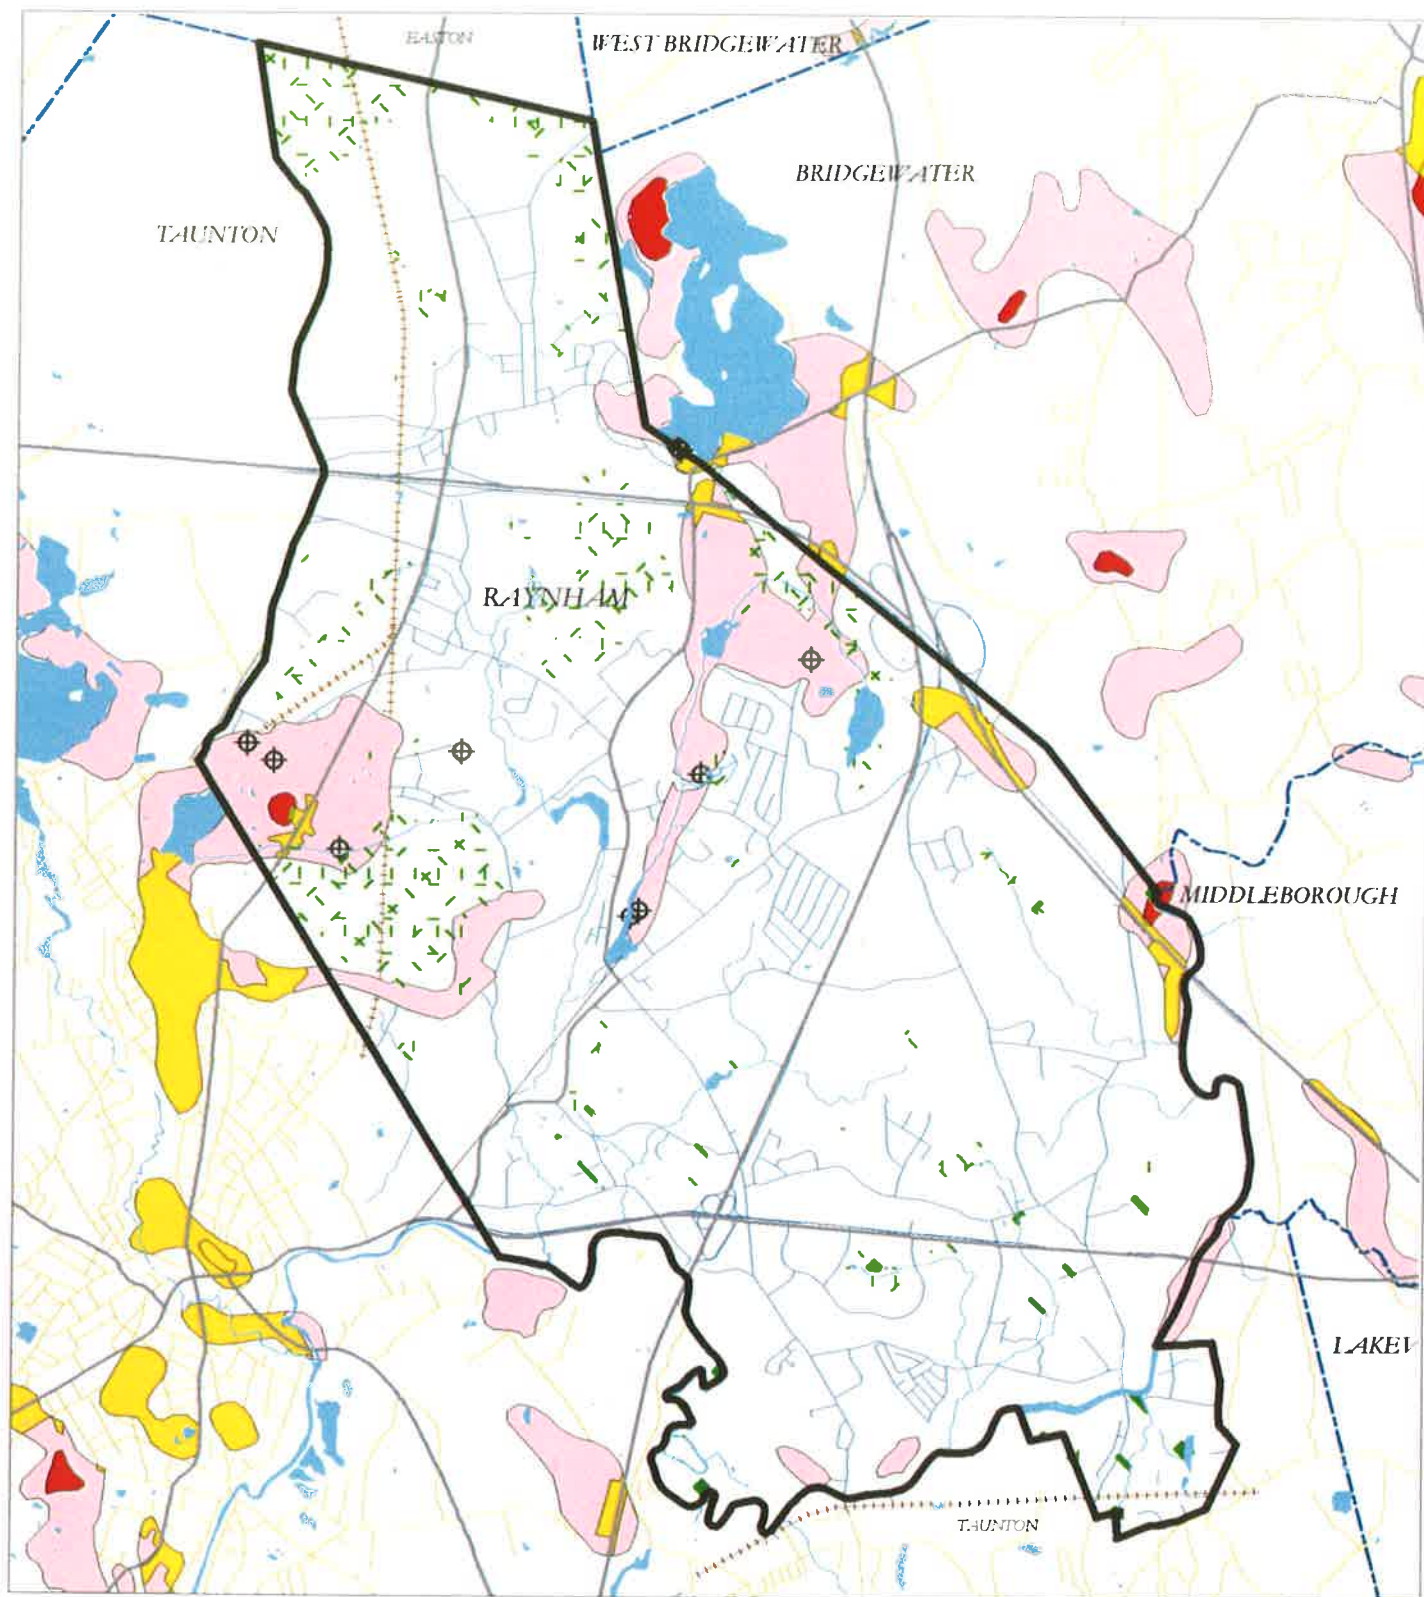 EASTON
WEST BRIDGEWATER
BRIDGEWATER
TAUNTON
RAYNHAM
MIDDLEBOROUGH
LAKEV
TAUNTON